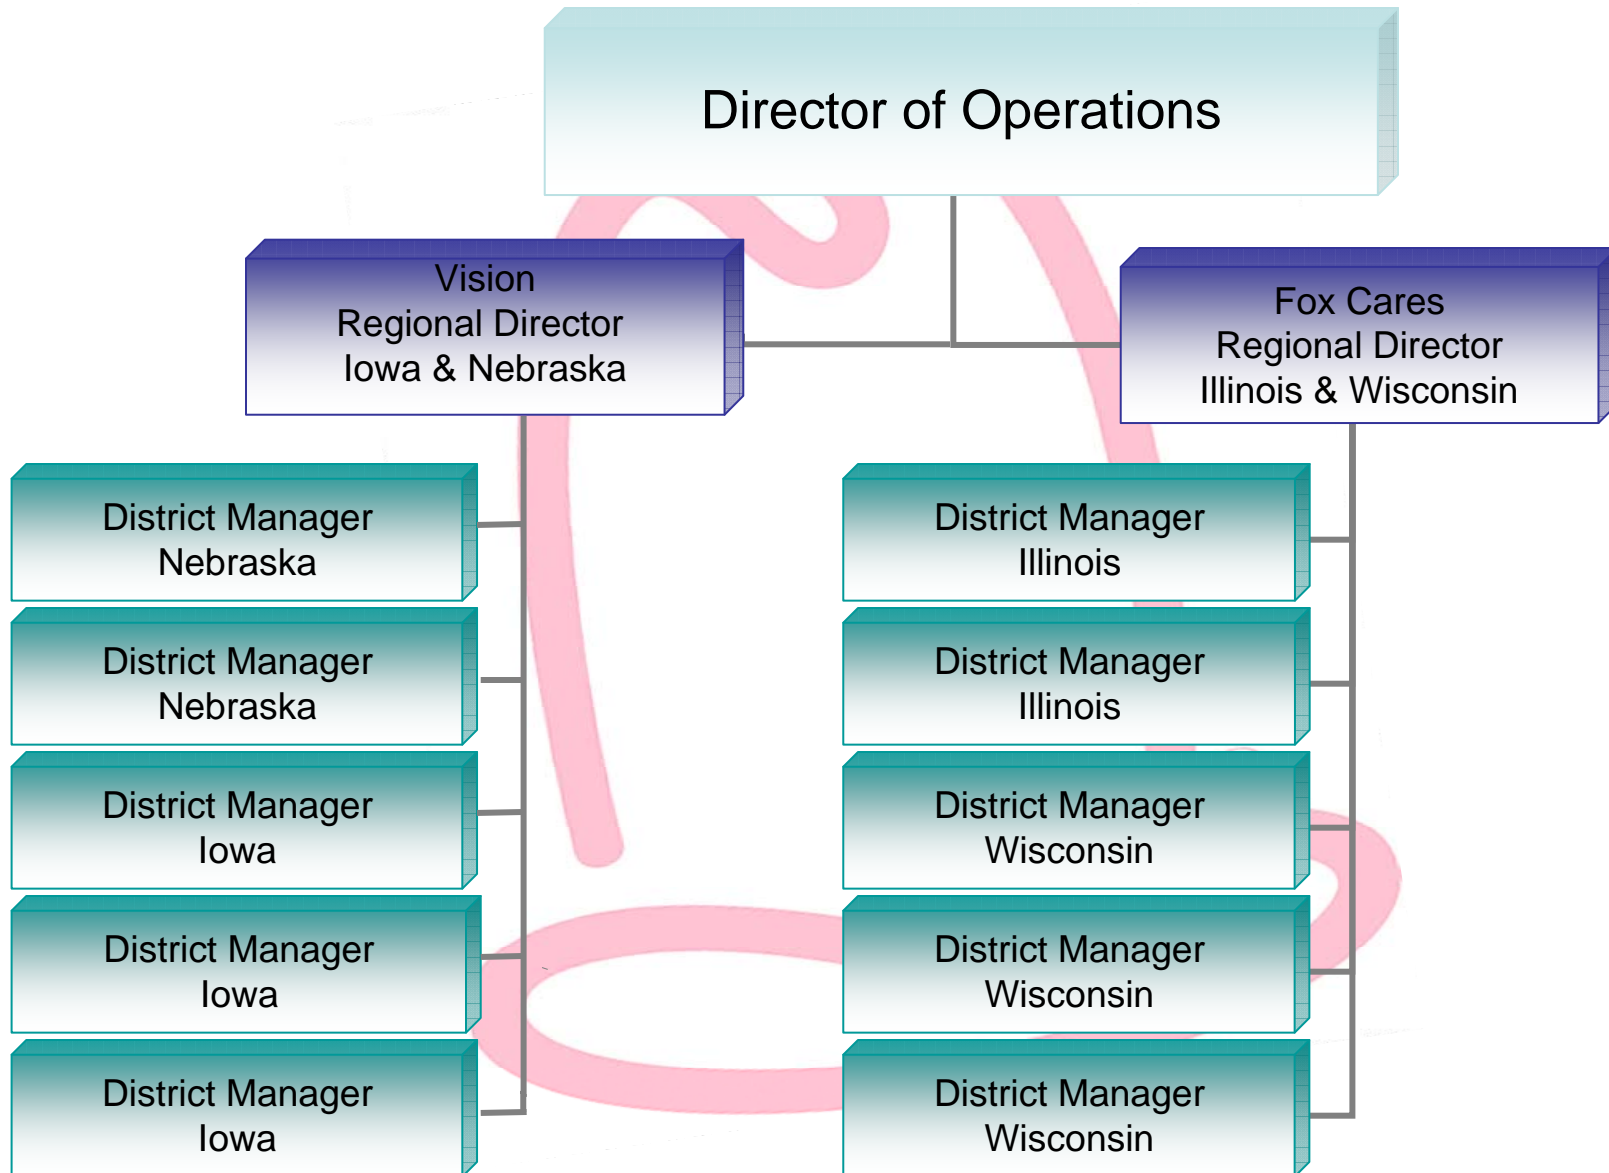 Director of Operations
Vision
Regional Director
Iowa & Nebraska
Fox Cares
Regional Director
Illinois & Wisconsin
District Manager
Nebraska
District Manager
Nebraska
District Manager
Iowa
District Manager
Iowa
District Manager
Iowa
District Manager
Illinois
District Manager
Illinois
District Manager
Wisconsin
District Manager
Wisconsin
District Manager
Wisconsin